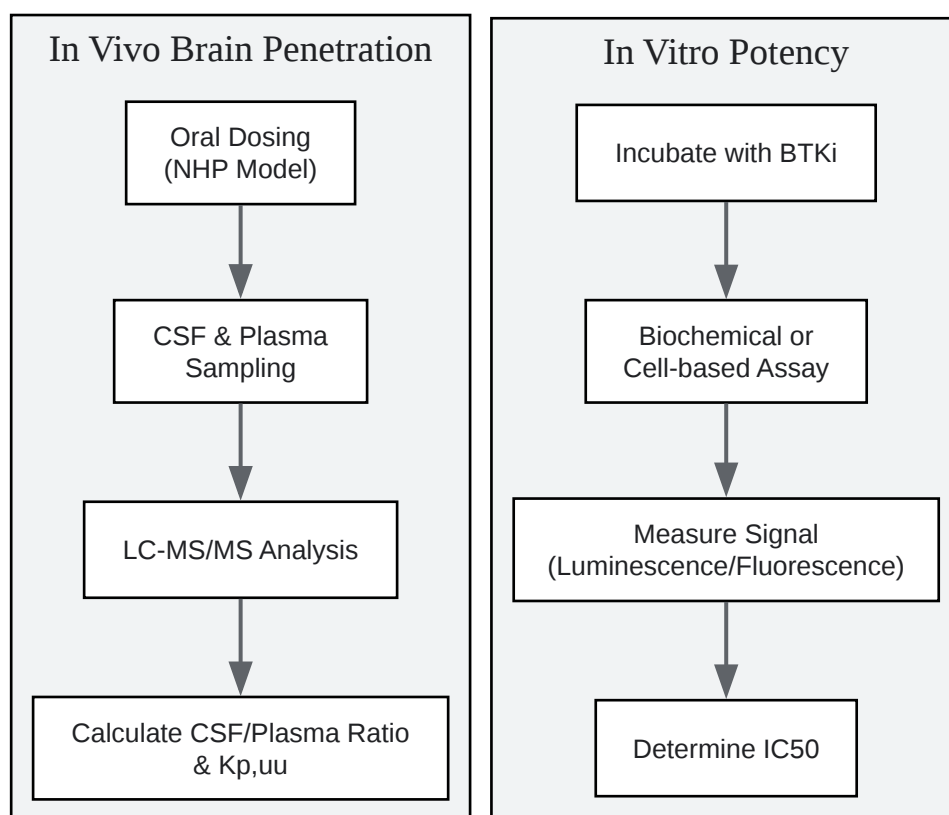 In Vivo Brain Penetration
Oral Dosing
(NHP Model)
CSF & Plasma
Sampling
LC-MS/MS Analysis
Calculate CSF/Plasma Ratio
& Kp,uu
In Vitro Potency
Incubate with BTKi
Biochemical or
Cell-based Assay
Measure Signal
(Luminescence/Fluorescence)
Determine IC50